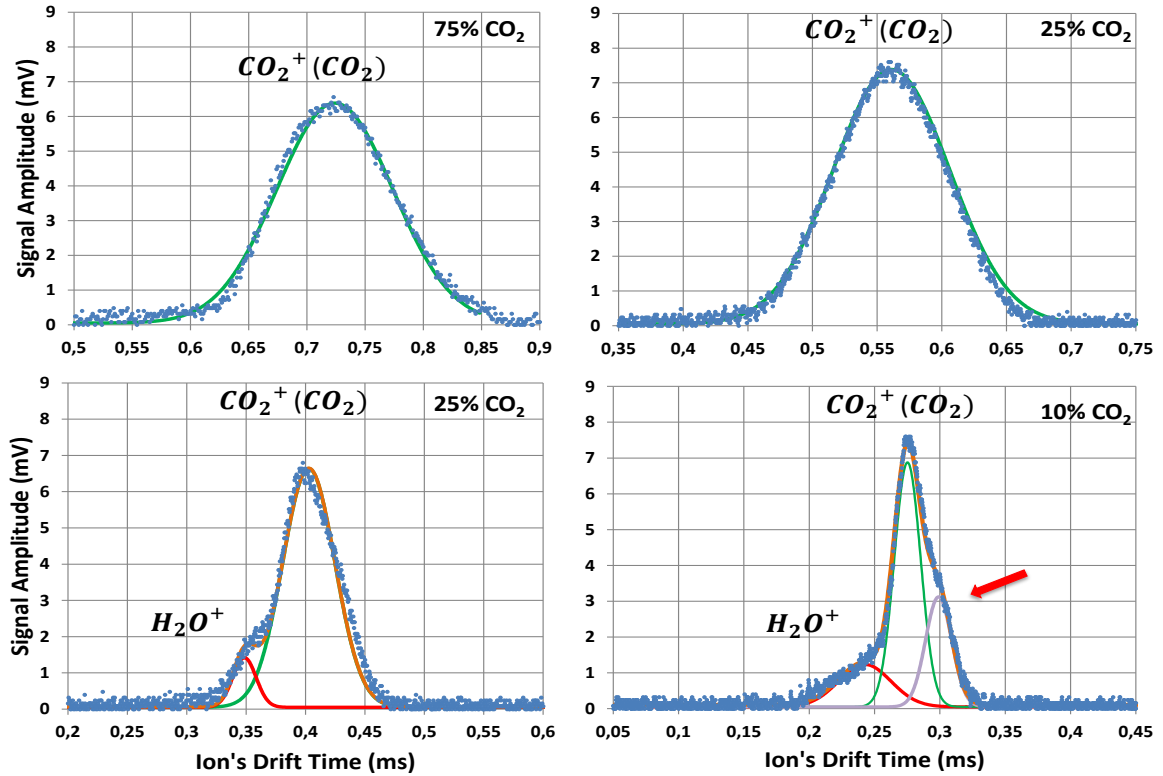 Signal Amplitude (mV)
9
8
7
6
5
4
3
2
1
0
75% CO₂
CO₂⁺(CO₂)
0,5 0,55 0,6 0,65 0,7 0,75 0,8 0,85 0,9
9
8
7
6
5
4
3
2
1
0
25% CO₂
CO₂⁺(CO₂)
0,35 0,4 0,45 0,5 0,55 0,6 0,65 0,7 0,75
Signal Amplitude (mV)
9
8
7
6
5
4
3
2
1
0
CO₂⁺(CO₂)
25% CO₂
H₂O⁺
0,2 0,25 0,3 0,35 0,4 0,45 0,5 0,55 0,6
Ion's Drift Time (ms)
9
8
7
6
5
4
3
2
1
0
CO₂⁺(CO₂)
10% CO₂
H₂O⁺
0,05 0,1 0,15 0,2 0,25 0,3 0,35 0,4 0,45
Ion's Drift Time (ms)